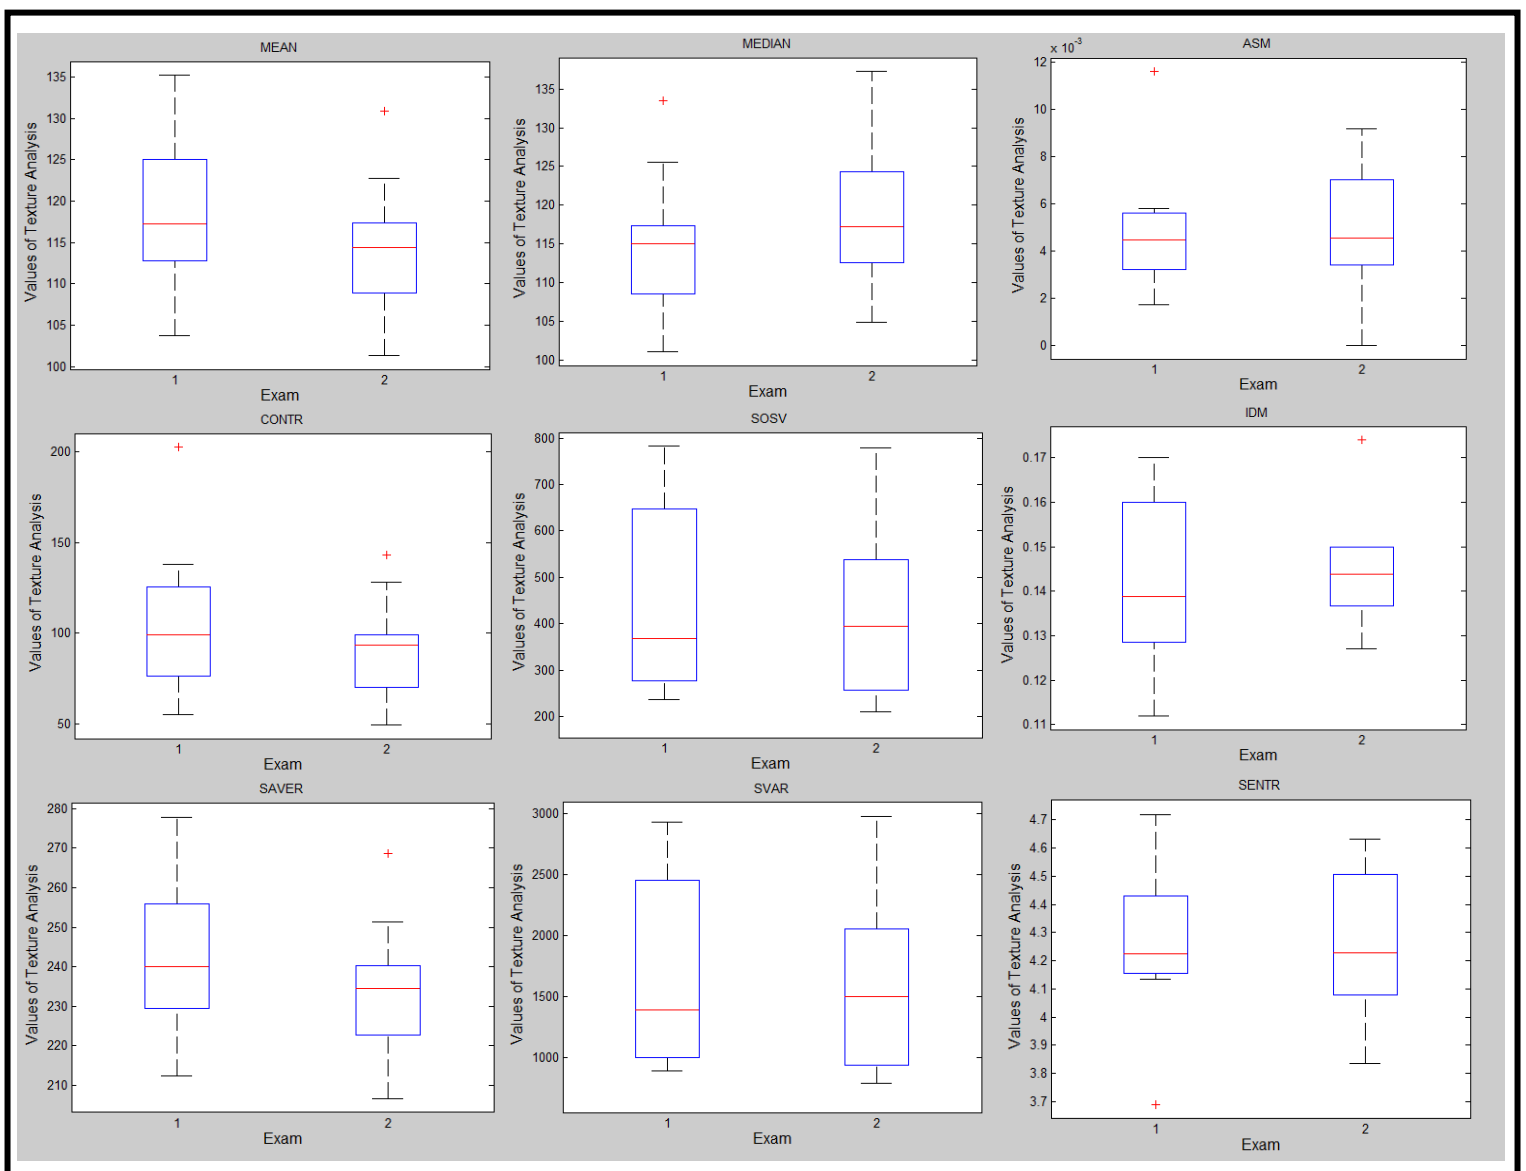 MEAN
Values of Texture Analysis
135
130
125
120
115
110
105
100
1 2
Exam
MEDIAN
Values of Texture Analysis
135
130
125
120
115
110
105
100
1 2
Exam
ASM
x 10^-3
Values of Texture Analysis
12
10
8
6
4
2
0
1 2
Exam
CONTR
Values of Texture Analysis
200
150
100
50
1 2
Exam
SOSV
Values of Texture Analysis
800
700
600
500
400
300
200
1 2
Exam
IDM
Values of Texture Analysis
0.17
0.16
0.15
0.14
0.13
0.12
0.11
1 2
Exam
SAVER
Values of Texture Analysis
280
270
260
250
240
230
220
210
1 2
Exam
SVAR
Values of Texture Analysis
3000
2500
2000
1500
1000
1 2
Exam
SENTR
Values of Texture Analysis
4.7
4.6
4.5
4.4
4.3
4.2
4.1
4
3.9
3.8
3.7
1 2
Exam